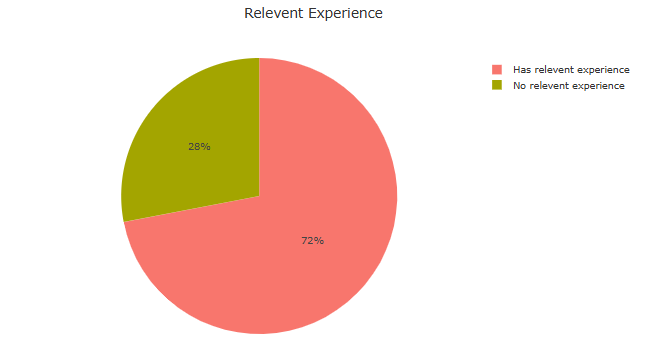 Relevent Experience
Has relevent experience
No relevent experience
28%
72%